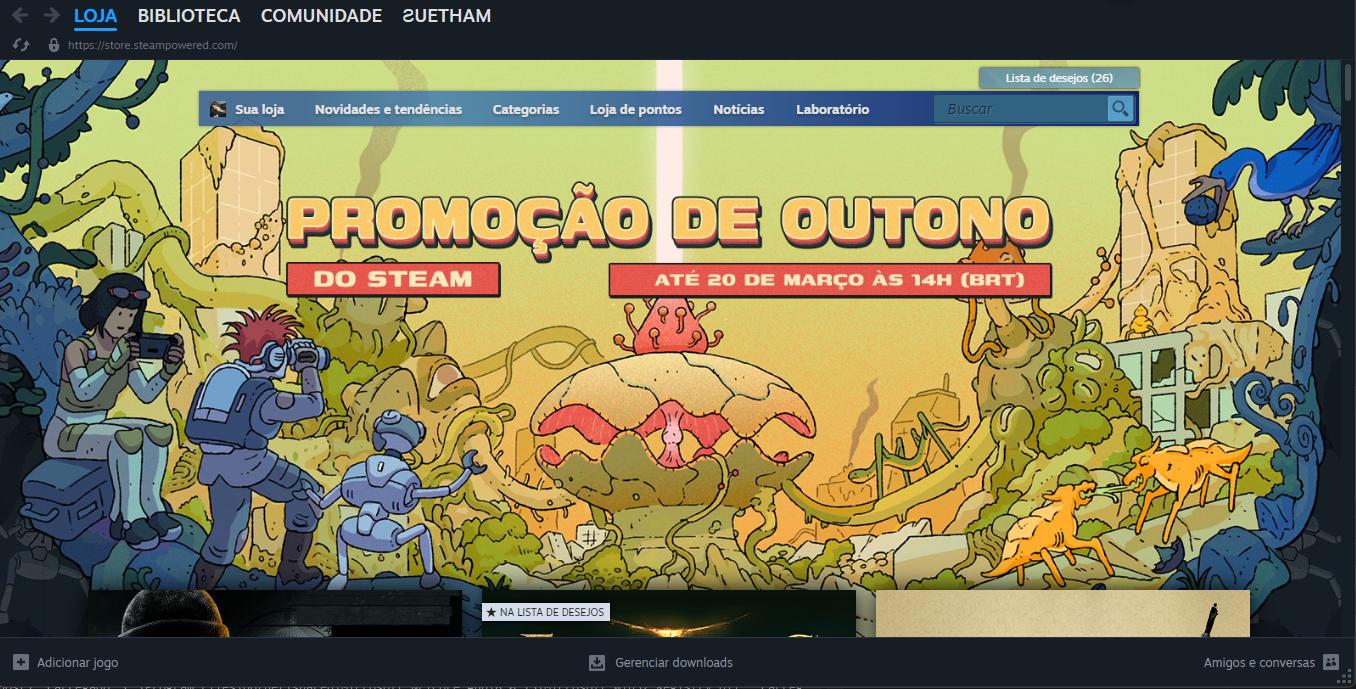 LOJA BIBLIOTECA COMUNIDADE ƧUETHAM
https://store.steampowered.com/
Lista de desejos (26)
Sua loja Novidades e tendências Categorias Loja de pontos Notícias Laboratório Buscar
PROMOÇÃO DE OUTONO
DO STEAM ATÉ 20 DE MARÇO ÀS 14H (BRT)
#
★ NA LISTA DE DESEJOS
Adicionar jogo Gerenciar downloads Amigos e conversas